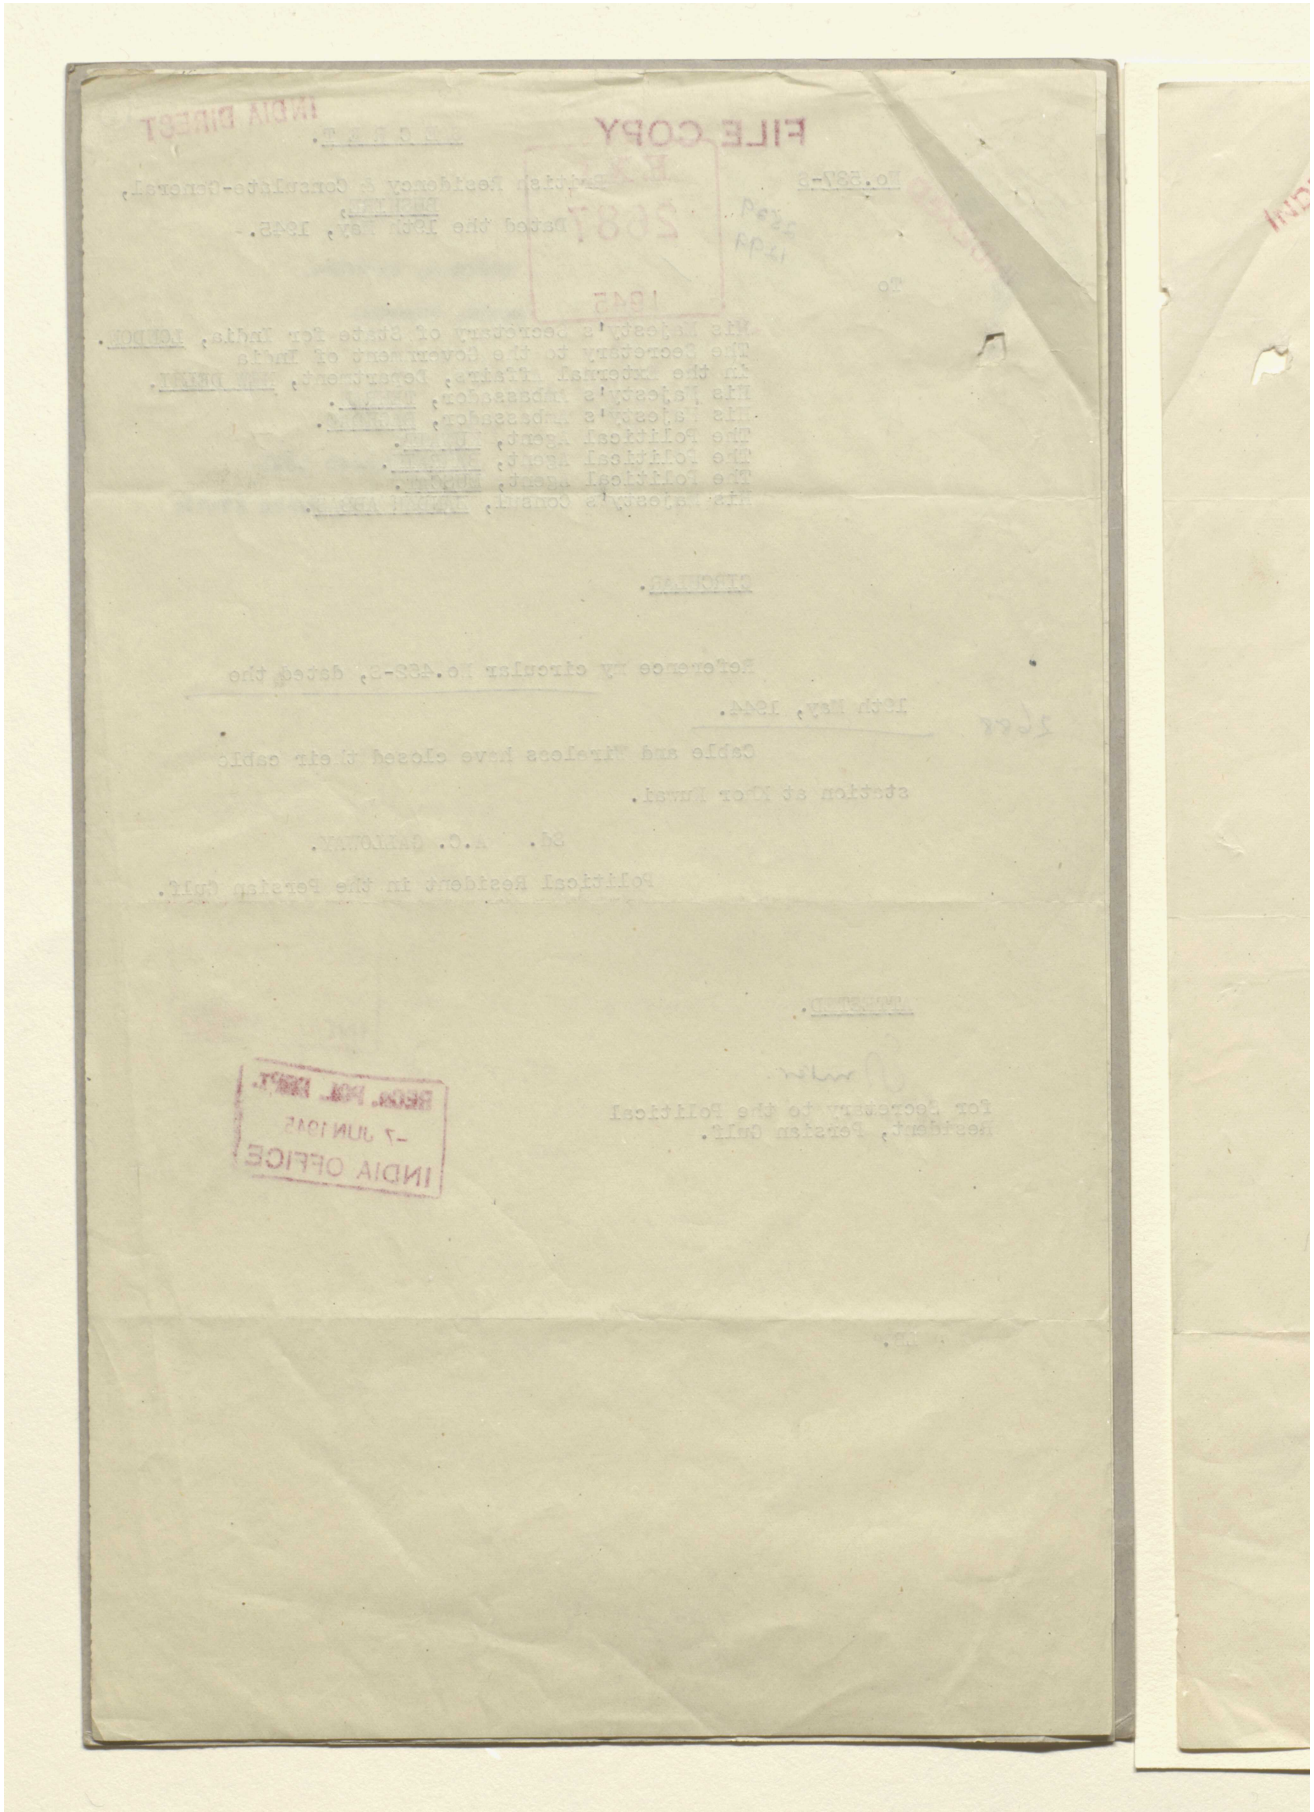 INDIA DIRECT
FILE COPY
SECRET.
No.537-S
British Residency & Consulate-General,
BUSHIRE,
Dated the 19th May, 1945.
2687
1945
To
His Majesty's Secretary of State for India, LONDON.
The Secretary to the Government of India
in the External Affairs, Department, NEW DELHI.
His Majesty's Ambassador,
His Majesty's Ambassador,
The Political Agent,
The Political Agent,
The Political Agent,
His Majesty's Consul,
CIRCULAR.
Reference my circular No.482-S, dated the
19th May, 1944.
2688
Cable and Wireless have closed their cable
station at Khor Kuwai.
Sd. A.C. GALLOWAY.
Political Resident in the Persian Gulf.
ATTESTED.
for Secretary to the Political
Resident, Persian Gulf.
RECd. POL. DEPT.
-7 JUN 1945
INDIA OFFICE